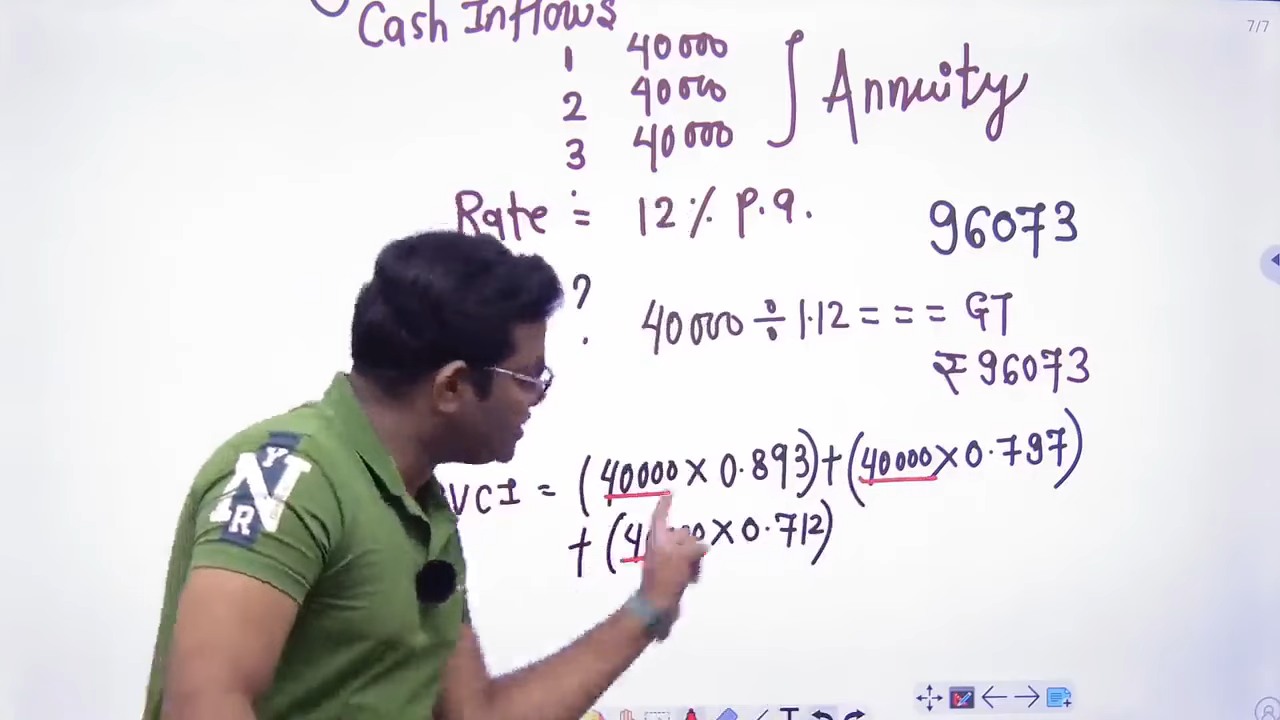 7/7
Cash Inflows
1 40000
2 40000
3 40000
Annuity
Rate = 12% p.a.
96073
?
40000 ÷ 1.12 = = = GT
₹96073
VCI = (40000 × 0.893) + (40000 × 0.797)
+ ( × 0.712)
NY
R
T